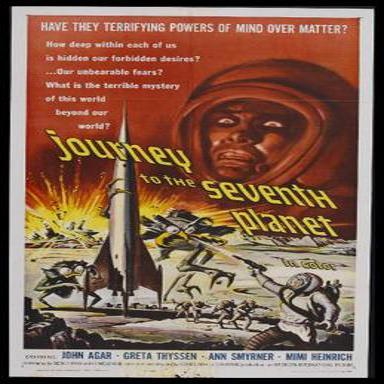 HAVE THEY TERRIFYING POWERS OF MIND OVER MATTER?
How deep within each of us
is hidden our forbidden desires?
...Our unbearable fears?
What is the terrible mystery
of this world
beyond our
world?
journey
to the seventh
planet
in Color
JOHN AGAR · GRETA THYSSEN · ANN SMYRNER · MIMI HEINRICH